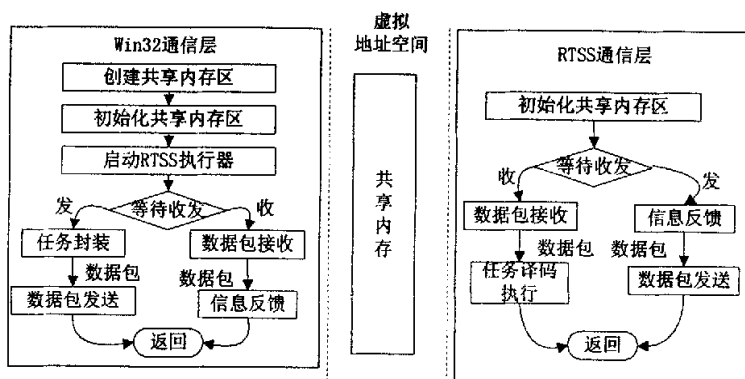 Win32通信层
创建共享内存区
初始化共享内存区
启动RTSS执行器
等待收发
发
收
任务封装
数据包接收
数据包
数据包
数据包发送
信息反馈
返回
虚拟
地址空间
共享内存
RTSS通信层
初始化共享内存区
等待收发
收
发
数据包接收
信息反馈
数据包
数据包
任务译码
执行
数据包发送
返回